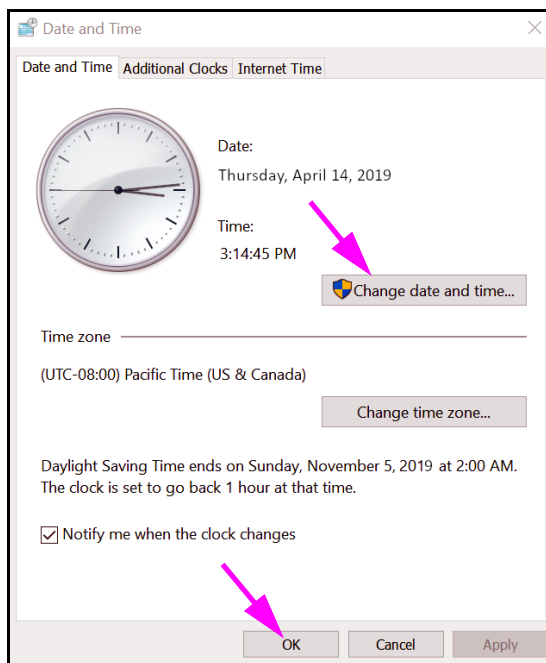 Date and Time
Date and Time Additional Clocks Internet Time
Date:
Thursday, April 14, 2019
Time:
3:14:45 PM
Change date and time...
Time zone
(UTC-08:00) Pacific Time (US & Canada)
Change time zone...
Daylight Saving Time ends on Sunday, November 5, 2019 at 2:00 AM.
The clock is set to go back 1 hour at that time.
Notify me when the clock changes
OK Cancel Apply